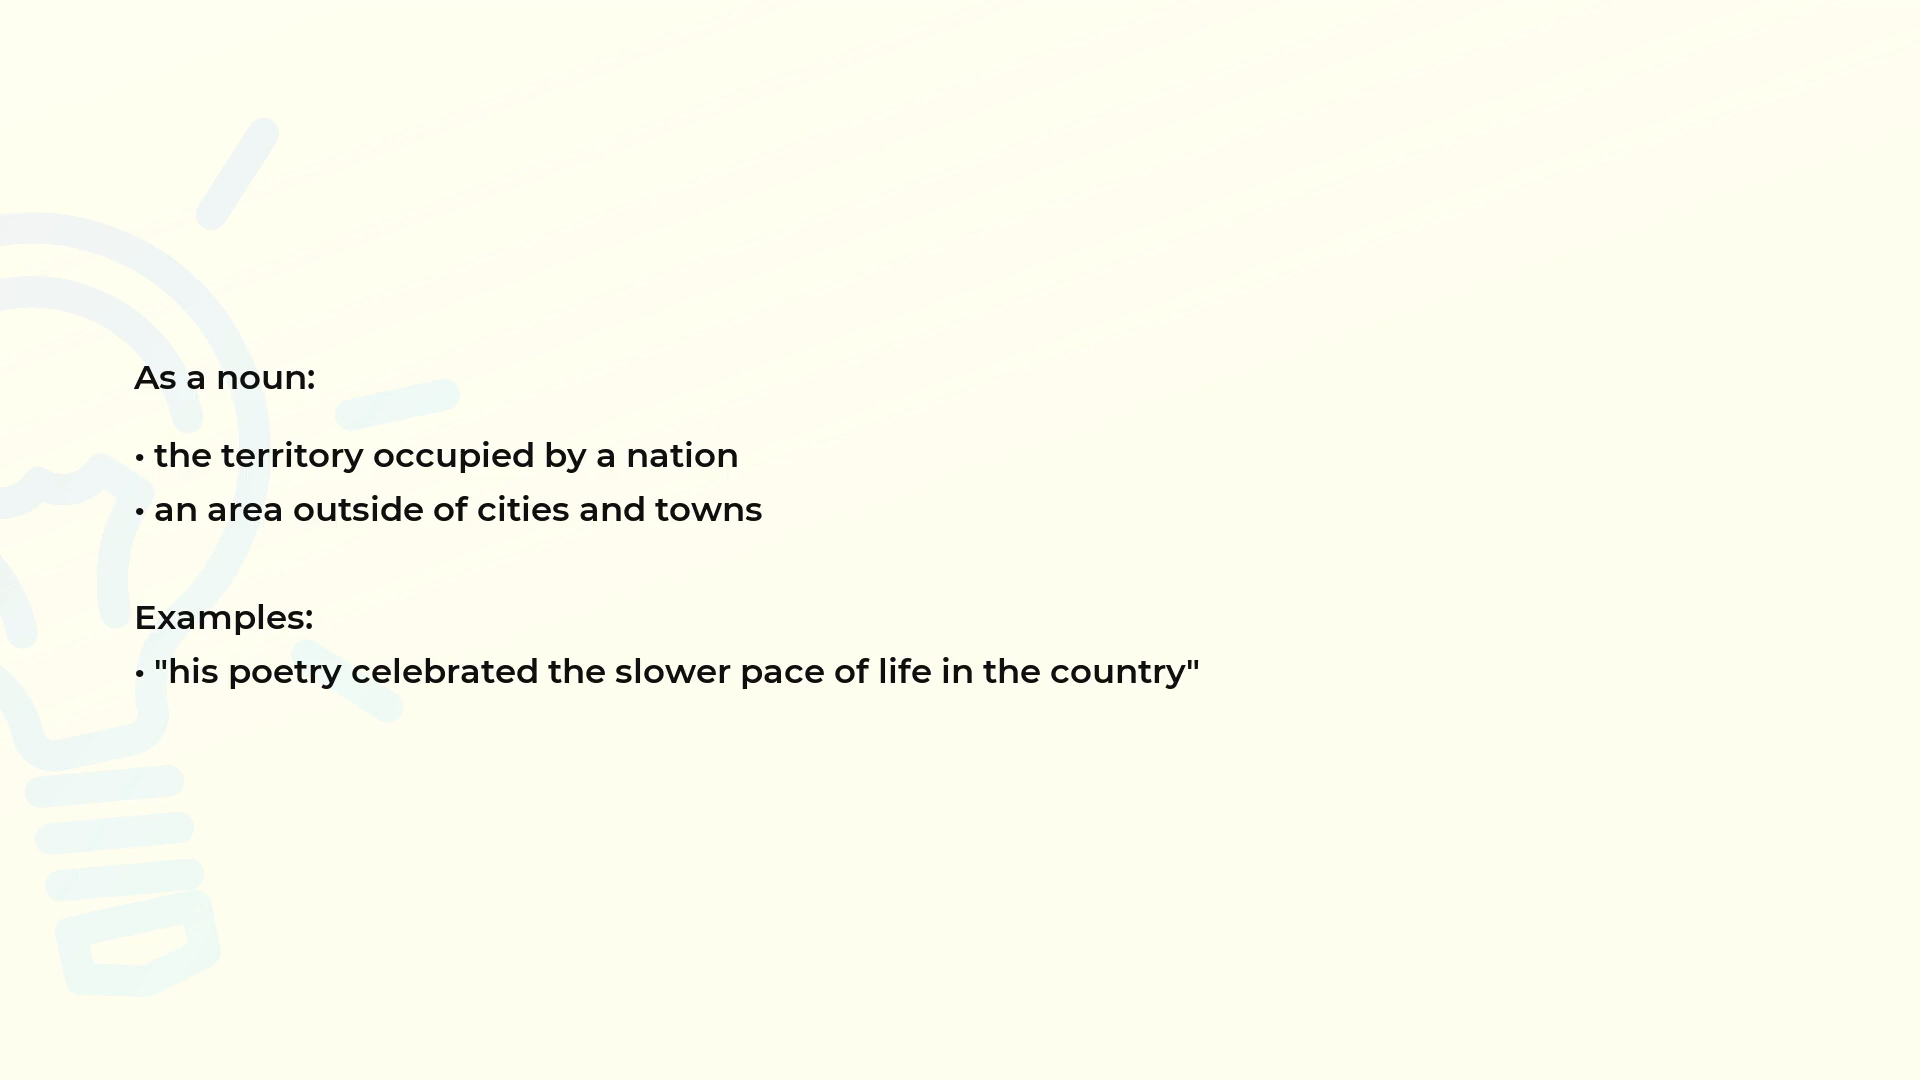 As a noun:
• the territory occupied by a nation
• an area outside of cities and towns
Examples:
• "his poetry celebrated the slower pace of life in the country"